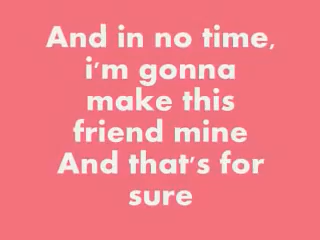 And in no time,
i'm gonna
make this
friend mine
And that's for
sure